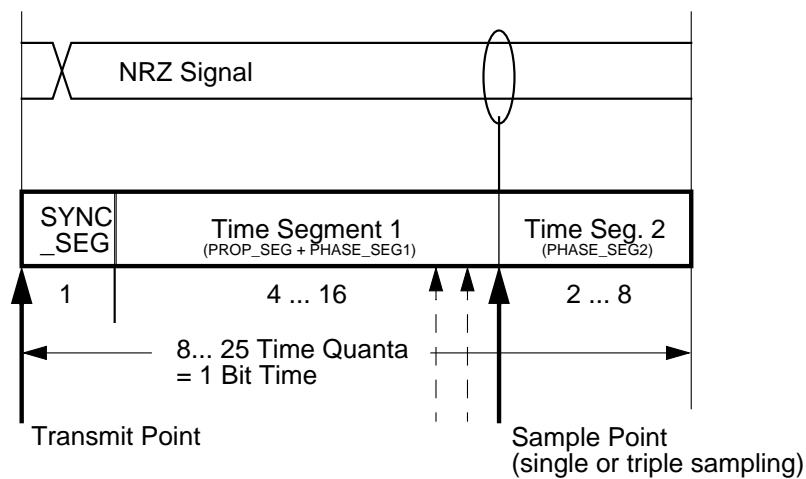 NRZ Signal
SYNC
_SEG
Time Segment 1
(PROP_SEG + PHASE_SEG1)
Time Seg. 2
(PHASE_SEG2)
1
4 ... 16
2 ... 8
8... 25 Time Quanta
= 1 Bit Time
Transmit Point
Sample Point
(single or triple sampling)